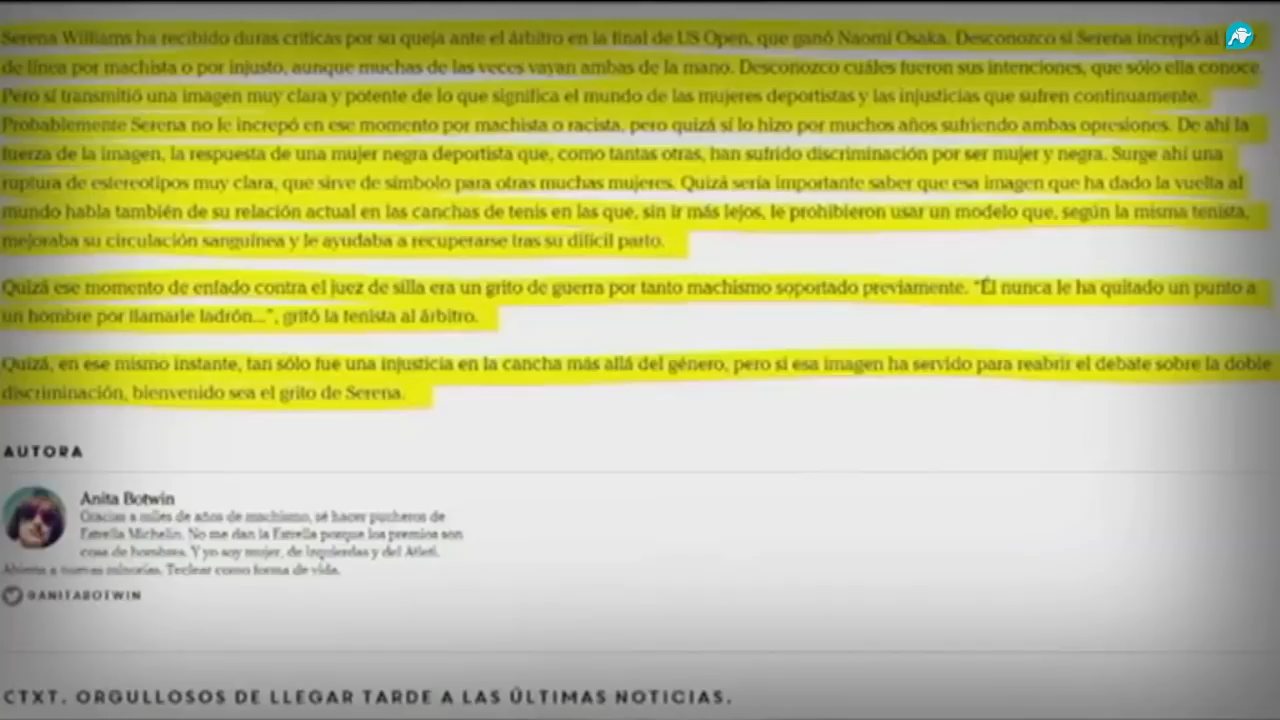 Serena Williams ha recibido duras críticas por su queja ante el árbitro en la final de US Open, que ganó Naomi Osaka. Desconozco si Serena increpó al
de línea por machista o por injusto, aunque muchas de las veces vayan ambas de la mano. Desconozco cuáles fueron sus intenciones, que sólo ella conoce.
Pero sí transmitió una imagen muy clara y potente de lo que significa el mundo de las mujeres deportistas y las injusticias que sufren continuamente.
Probablemente Serena no le increpó en ese momento por machista o racista, pero quizá sí lo hizo por muchos años sufriendo ambas opresiones. De ahí la
fuerza de la imagen, la respuesta de una mujer negra deportista que, como tantas otras, han sufrido discriminación por ser mujer y negra. Surge ahí una
ruptura de estereotipos muy clara, que sirve de símbolo para otras muchas mujeres. Quizá sería importante saber que esa imagen que ha dado la vuelta al
mundo habla también de su relación actual en las canchas de tenis en las que, sin ir más lejos, le prohibieron usar un modelo que, según la misma tenista,
mejoraba su circulación sanguínea y le ayudaba a recuperarse tras su difícil parto.
Quizá ese momento de enfado contra el juez de silla era un grito de guerra por tanto machismo soportado previamente. "Él nunca le ha quitado un punto a
un hombre por llamarle ladrón...", gritó la tenista al árbitro.
Quizá, en ese mismo instante, tan sólo fue una injusticia en la cancha más allá del género, pero si esa imagen ha servido para reabrir el debate sobre la doble
discriminación, bienvenido sea el grito de Serena.
AUTORA
Anita Botwin
Gracias a miles de años de machismo, sé hacer pucheros de
Estrella Michelin. No me dan la Estrella porque los premios son
cosa de hombres. Y yo soy mujer, de izquierdas y del Atleti.
Abierta a nuevas minorías. Teclear como forma de vida.
@ANITABOTWIN
CTXT. ORGULLOSOS DE LLEGAR TARDE A LAS ÚLTIMAS NOTICIAS.